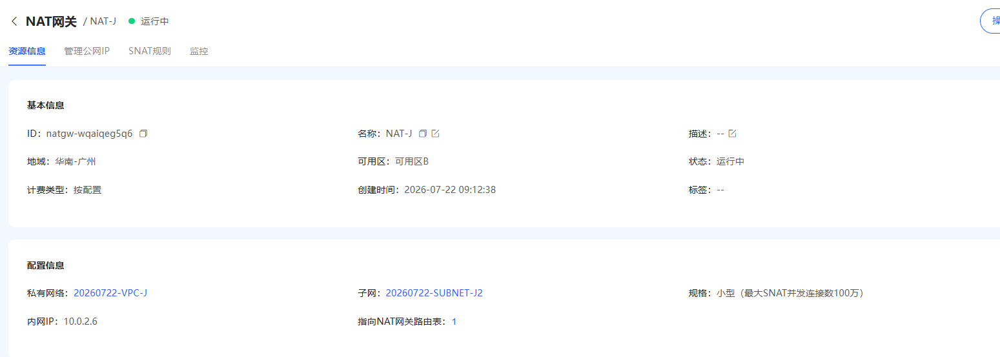 NAT网关 / NAT-J 运行中
操
资源信息 管理公网IP SNAT规则 监控
基本信息
ID：natgw-wqaiqeg5q6 名称：NAT-J 描述：--
地域：华南-广州 可用区：可用区B 状态：运行中
计费类型：按配置 创建时间：2026-07-22 09:12:38 标签：--
配置信息
私有网络：20260722-VPC-J 子网：20260722-SUBNET-J2 规格：小型（最大SNAT并发连接数100万）
内网IP：10.0.2.6 指向NAT网关路由表：1